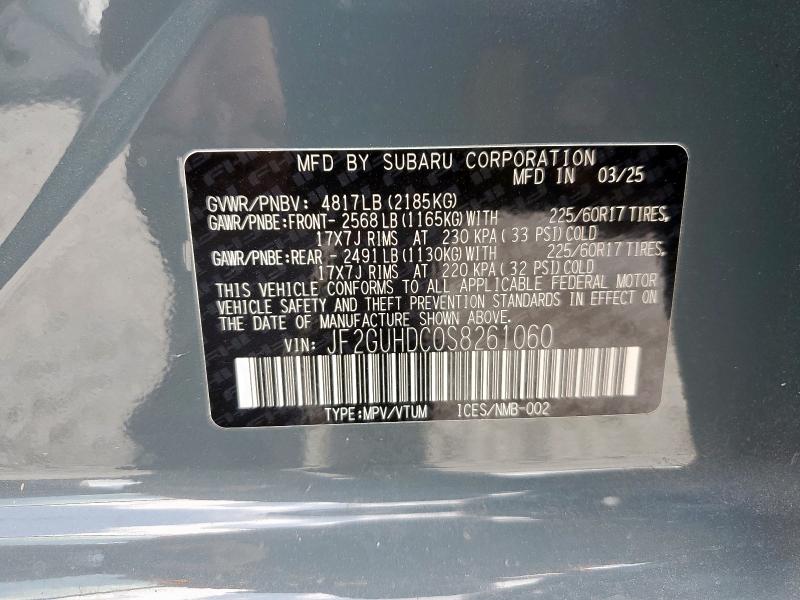 MFD BY SUBARU CORPORATION
MFD IN 03/25
GVWR/PNBV: 4817LB (2185KG)
GAWR/PNBE:FRONT- 2568LB (1165KG)WITH 225/60R17 TIRES,
17X7J RIMS AT 230 KPA ( 33 PSI)COLD
GAWR/PNBE:REAR - 2491LB (1130KG)WITH 225/60R17 TIRES,
17X7J RIMS AT 220 KPA ( 32 PSI)COLD
THIS VEHICLE CONFORMS TO ALL APPLICABLE FEDERAL MOTOR
VEHICLE SAFETY AND THEFT PREVENTION STANDARDS IN EFFECT ON
THE DATE OF MANUFACTURE SHOWN ABOVE.
VIN: JF2GUHDC0S8261060
TYPE:MPV/VTUM ICES/NMB-002